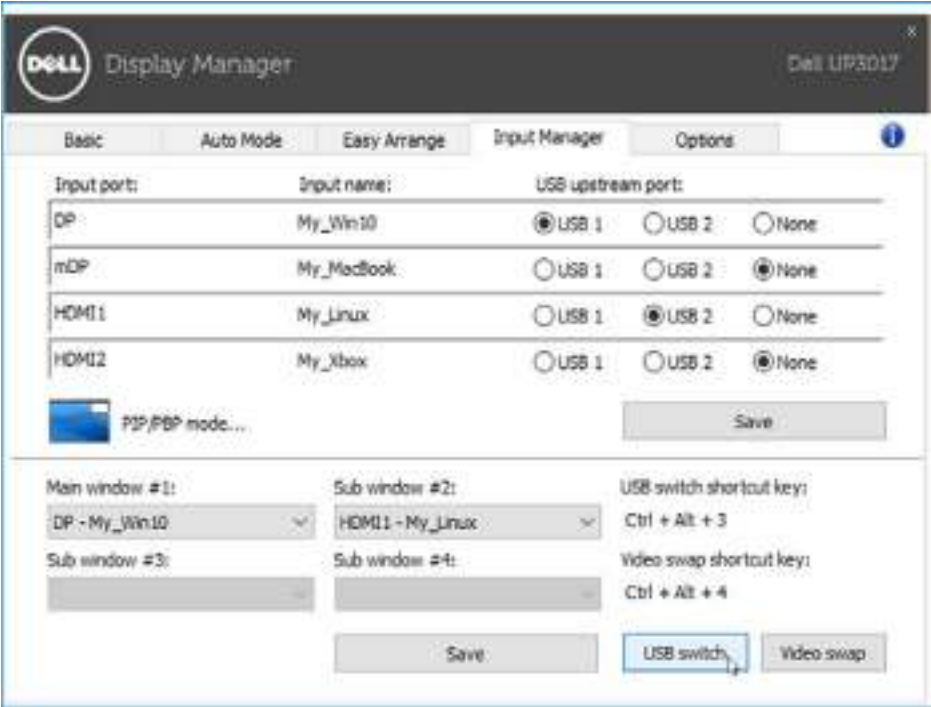 DELL Display Manager Dell UP3017 x
Basic Auto Mode Easy Arrange Input Manager Options i
Input port: Input name: USB upstream port:
DP My_Win10 USB 1 USB 2 None
mDP My_MacBook USB 1 USB 2 None
HDMI1 My_Linux USB 1 USB 2 None
HDMI2 My_Xbox USB 1 USB 2 None
PIP/PBP mode... Save
Main window #1: Sub window #2: USB switch shortcut key:
DP - My_Win10 HDMI1 - My_Linux Ctrl + Alt + 3
Sub window #3: Sub window #4: Video swap shortcut key:
Ctrl + Alt + 4
Save USB switch Video swap